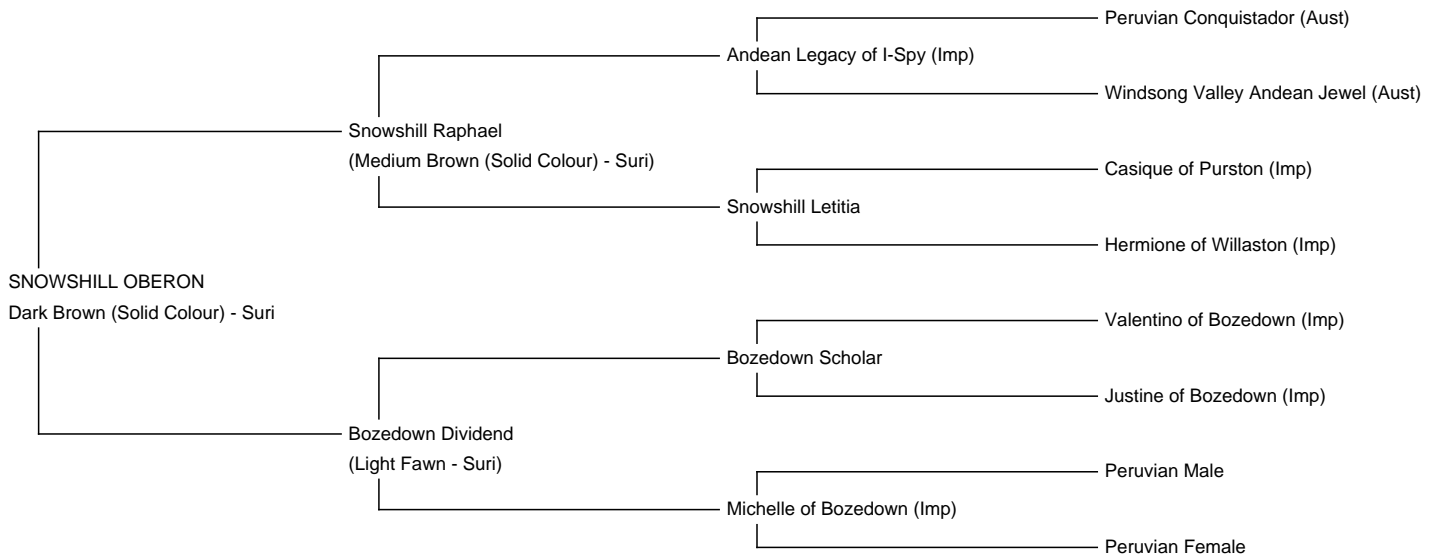 Peruvian Conquistador (Aust)
Andean Legacy of I-Spy (Imp)
Windsong Valley Andean Jewel (Aust)
Snowshill Raphael
(Medium Brown (Solid Colour) - Suri)
Casique of Purston (Imp)
Snowshill Letitia
Hermione of Willaston (Imp)
SNOWSHILL OBERON
Dark Brown (Solid Colour) - Suri
Valentino of Bozedown (Imp)
Bozedown Scholar
Justine of Bozedown (Imp)
Bozedown Dividend
(Light Fawn - Suri)
Peruvian Male
Michelle of Bozedown (Imp)
Peruvian Female